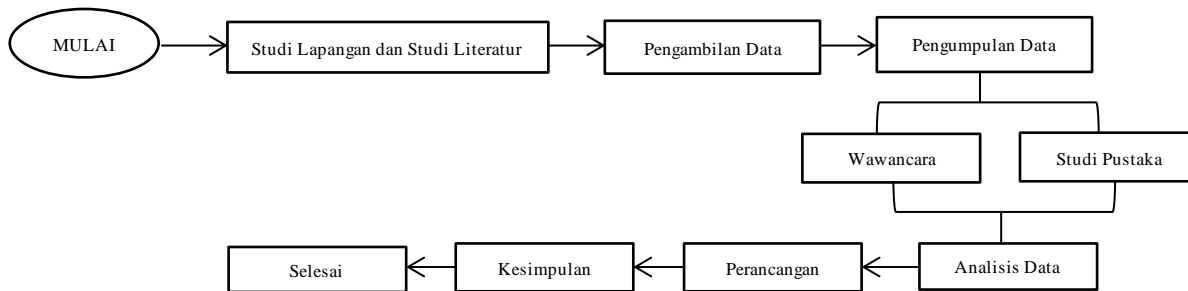 MULAI
Studi Lapangan dan Studi Literatur
Pengambilan Data
Pengumpulan Data
Wawancara
Studi Pustaka
Analisis Data
Perancangan
Kesimpulan
Selesai